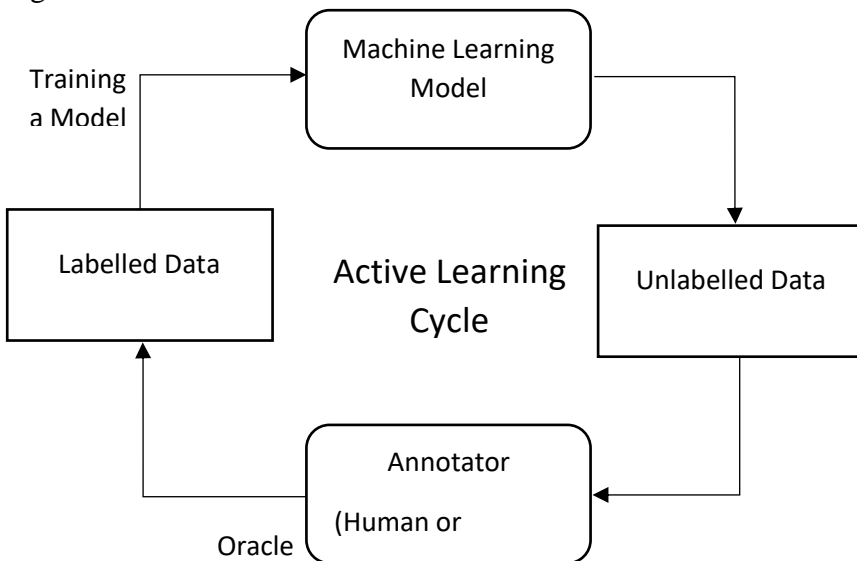 Machine Learning
Model
Training
a Model
Labelled Data
Active Learning
Cycle
Unlabelled Data
Annotator
(Human or
Oracle